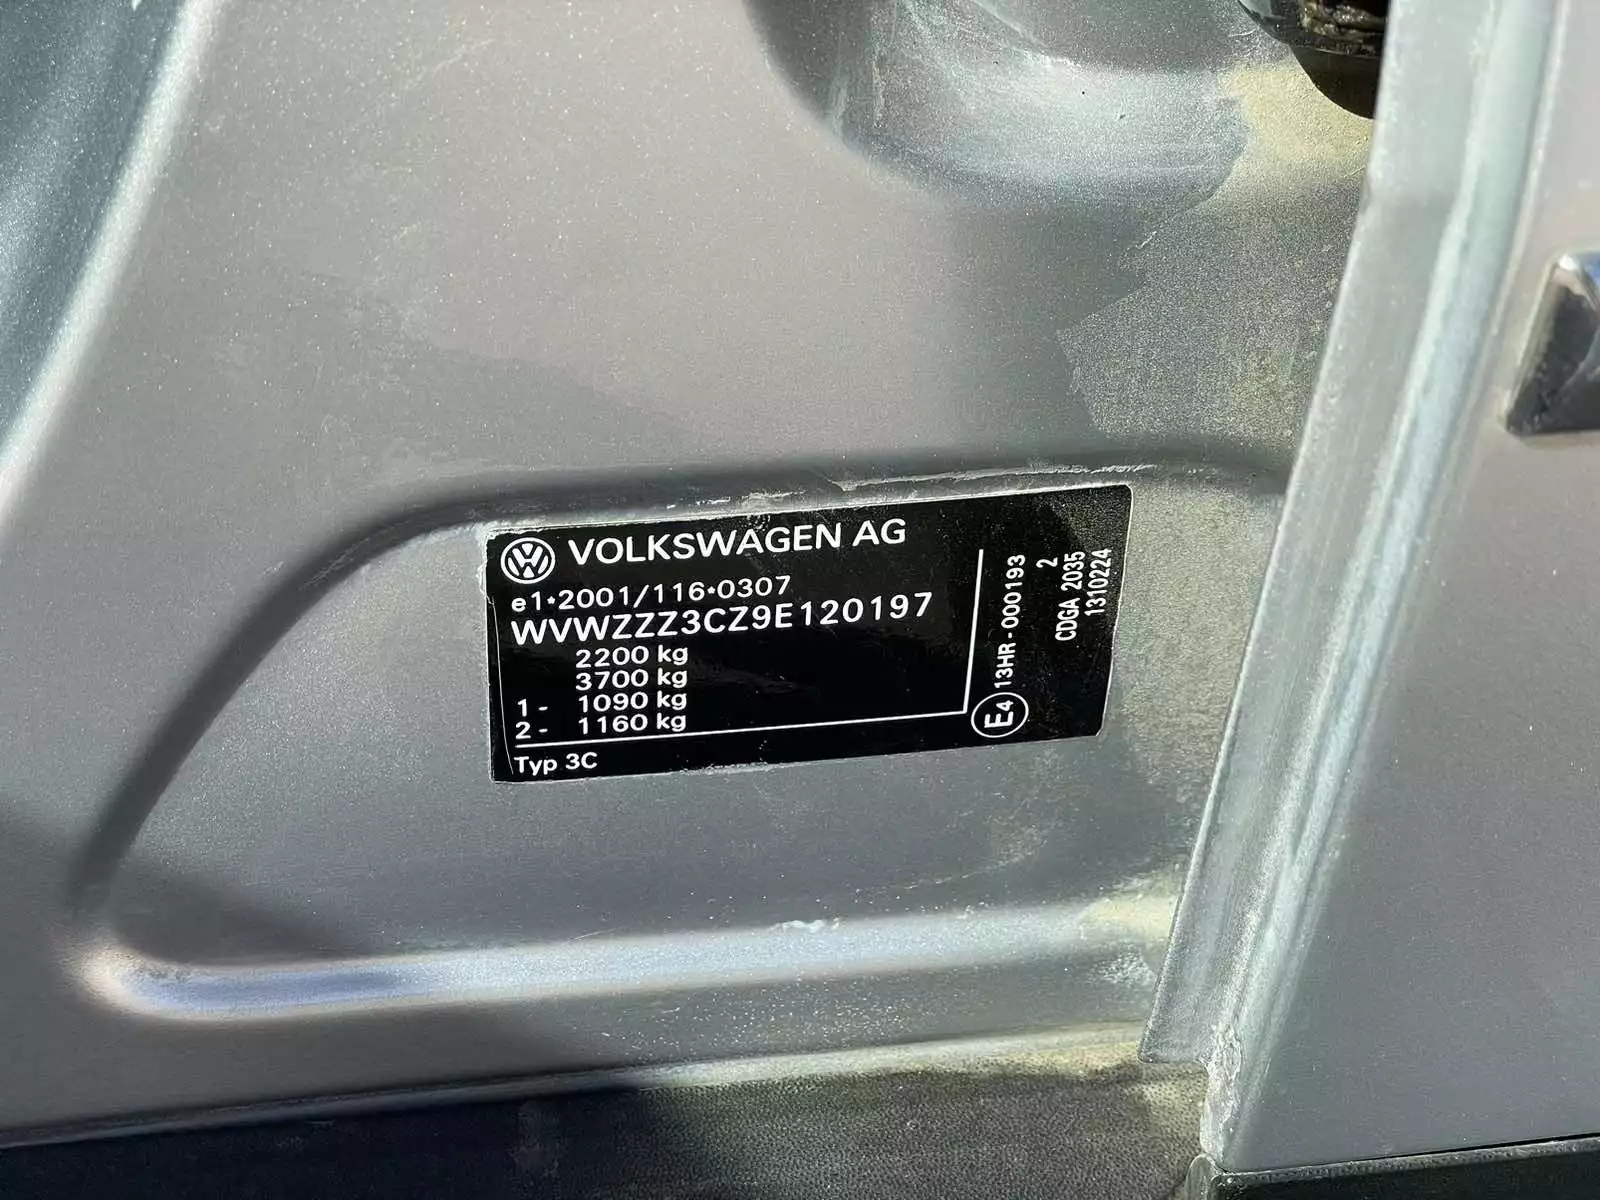 VOLKSWAGEN AG
e1*2001/116*0307
WVWZZZ3CZ9E120197
2200 kg
3700 kg
1 - 1090 kg
2 - 1160 kg
Typ 3C
E4 13HR - 000193
2
CDGA 2035
1310224